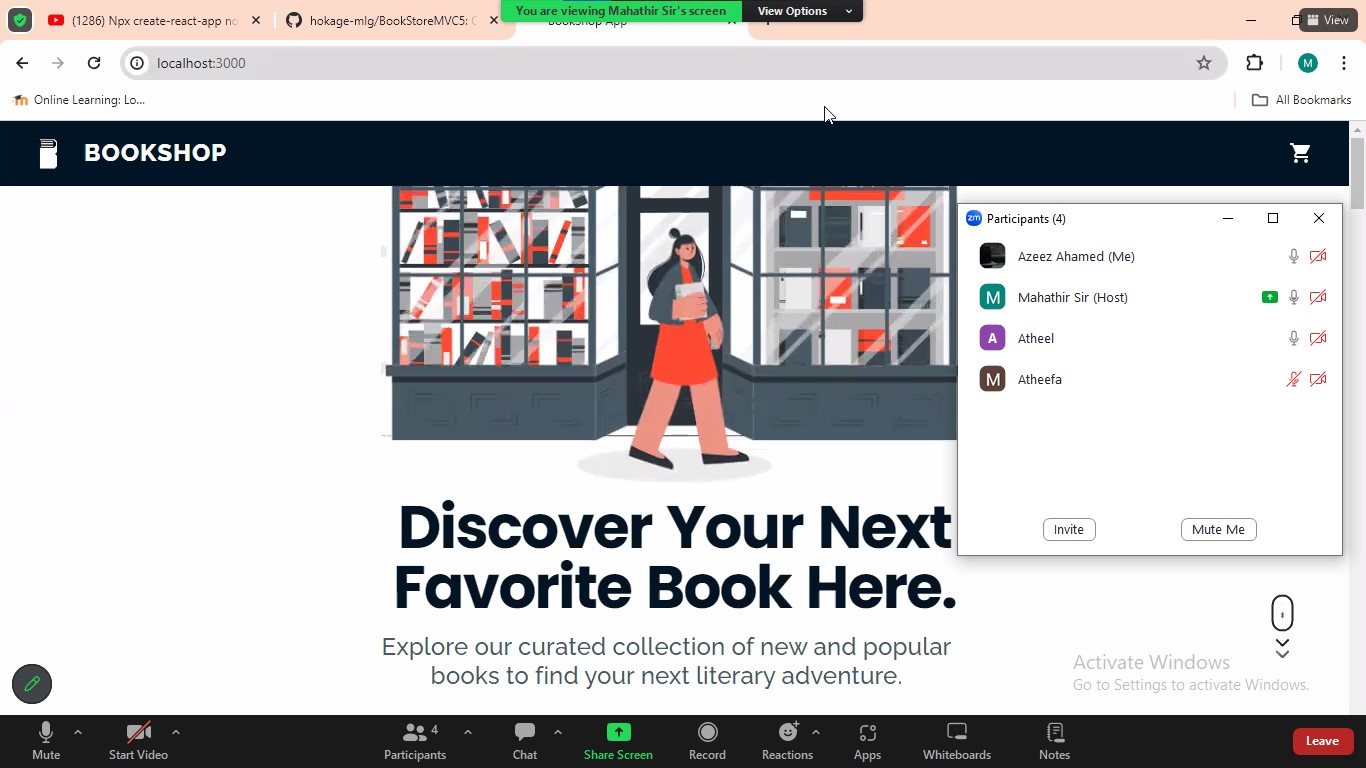 (1286) Npx create-react-app no
hokage-mlg/BookStoreMVC5: C
BookShop App
You are viewing Mahathir Sir's screen
View Options
View
localhost:3000
M
Online Learning: Lo...
All Bookmarks
BOOKSHOP
zm Participants (4)
Azeez Ahamed (Me)
M Mahathir Sir (Host)
A Atheel
M Atheefa
Invite
Mute Me
Discover Your Next
Favorite Book Here.
Explore our curated collection of new and popular
books to find your next literary adventure.
Activate Windows
Go to Settings to activate Windows.
4
Mute
Start Video
Participants
Chat
Share Screen
Record
Reactions
Apps
Whiteboards
Notes
Leave